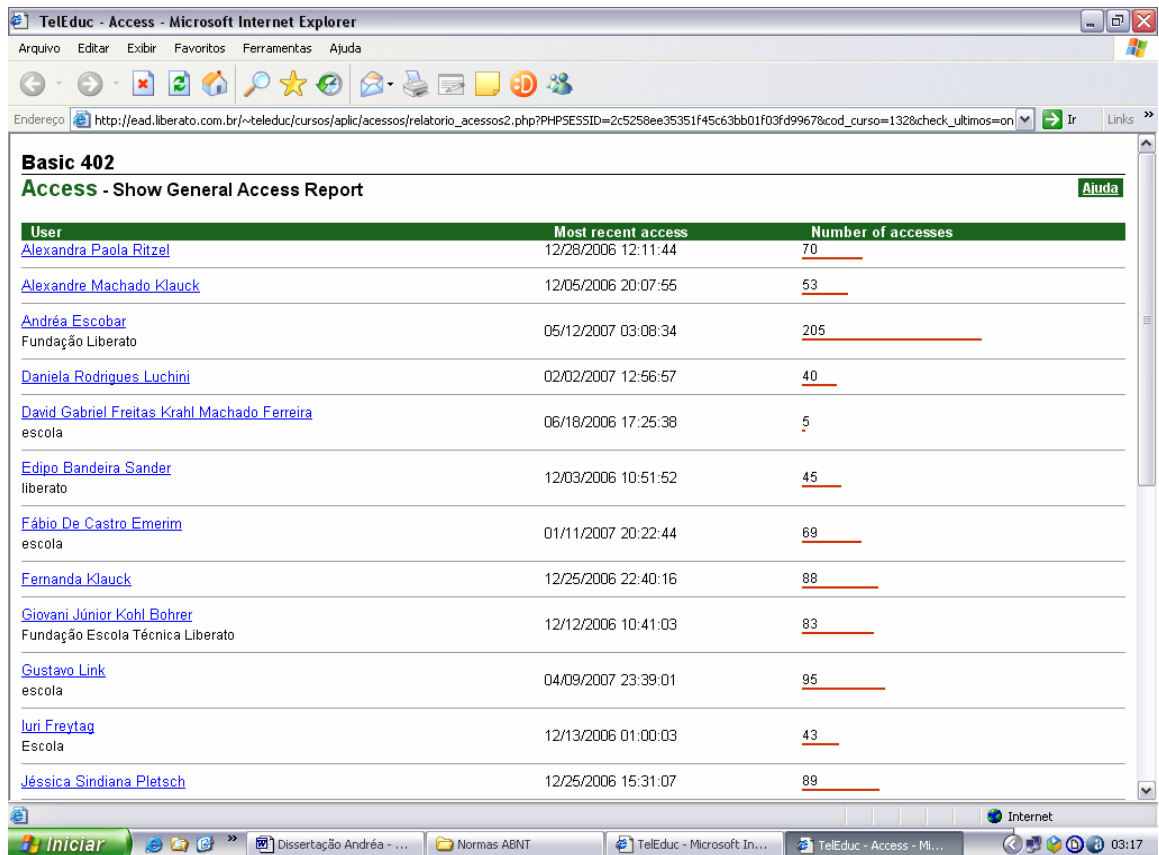 TelEduc - Access - Microsoft Internet Explorer
Arquivo Editar Exibir Favoritos Ferramentas Ajuda
Endereço http://ead.liberato.com.br/~teleduc/cursos/aplic/acessos/relatorio_acessos2.php?PHPSESSID=2c5258ee35351f45c63bb01f03fd9967&cod_curso=132&check_ultimos=on Ir Links »
Basic 402
Access - Show General Access Report Ajuda
User Most recent access Number of accesses
Alexandra Paola Ritzel 12/28/2006 12:11:44 70
Alexandre Machado Klauck 12/05/2006 20:07:55 53
Andréa Escobar 05/12/2007 03:08:34 205
Fundação Liberato
Daniela Rodrigues Luchini 02/02/2007 12:56:57 40
David Gabriel Freitas Krahl Machado Ferreira 06/18/2006 17:25:38 5
escola
Edipo Bandeira Sander 12/03/2006 10:51:52 45
liberato
Fábio De Castro Emerim 01/11/2007 20:22:44 69
escola
Fernanda Klauck 12/25/2006 22:40:16 88
Giovani Júnior Kohl Bohrer 12/12/2006 10:41:03 83
Fundação Escola Técnica Liberato
Gustavo Link 04/09/2007 23:39:01 95
escola
Iuri Freytag 12/13/2006 01:00:03 43
Escola
Jéssica Sindiana Pletsch 12/25/2006 15:31:07 89
Internet
Iniciar » Dissertação Andréa - ... Normas ABNT TelEduc - Microsoft In... TelEduc - Access - Mi... 03:17